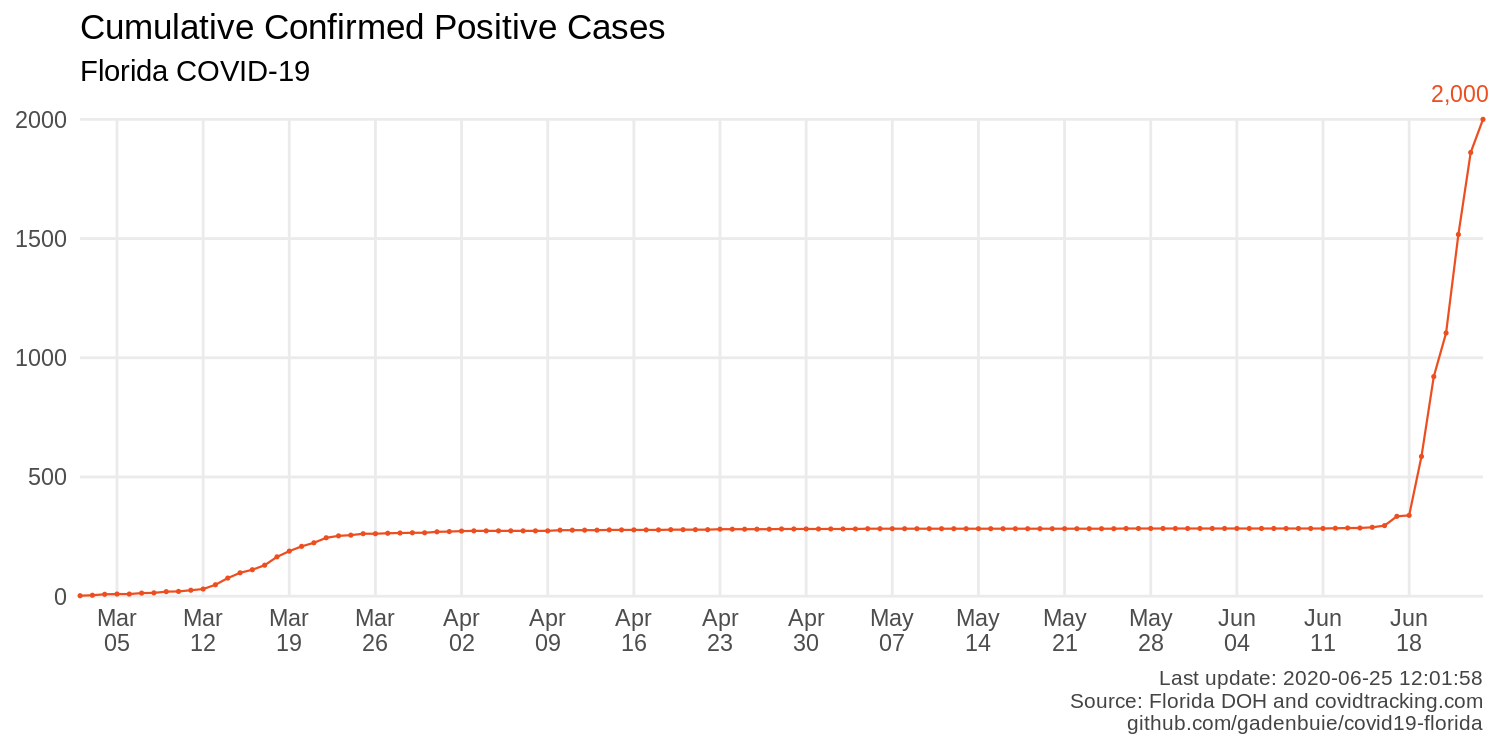 Cumulative Confirmed Positive Cases
Florida COVID-19
2,000
2000
1500
1000
500
0
Mar Mar Mar Mar Apr Apr Apr Apr Apr May May May May Jun Jun Jun
05 12 19 26 02 09 16 23 30 07 14 21 28 04 11 18
Last update: 2020-06-25 12:01:58
Source: Florida DOH and covidtracking.com
github.com/gadenbuie/covid19-florida